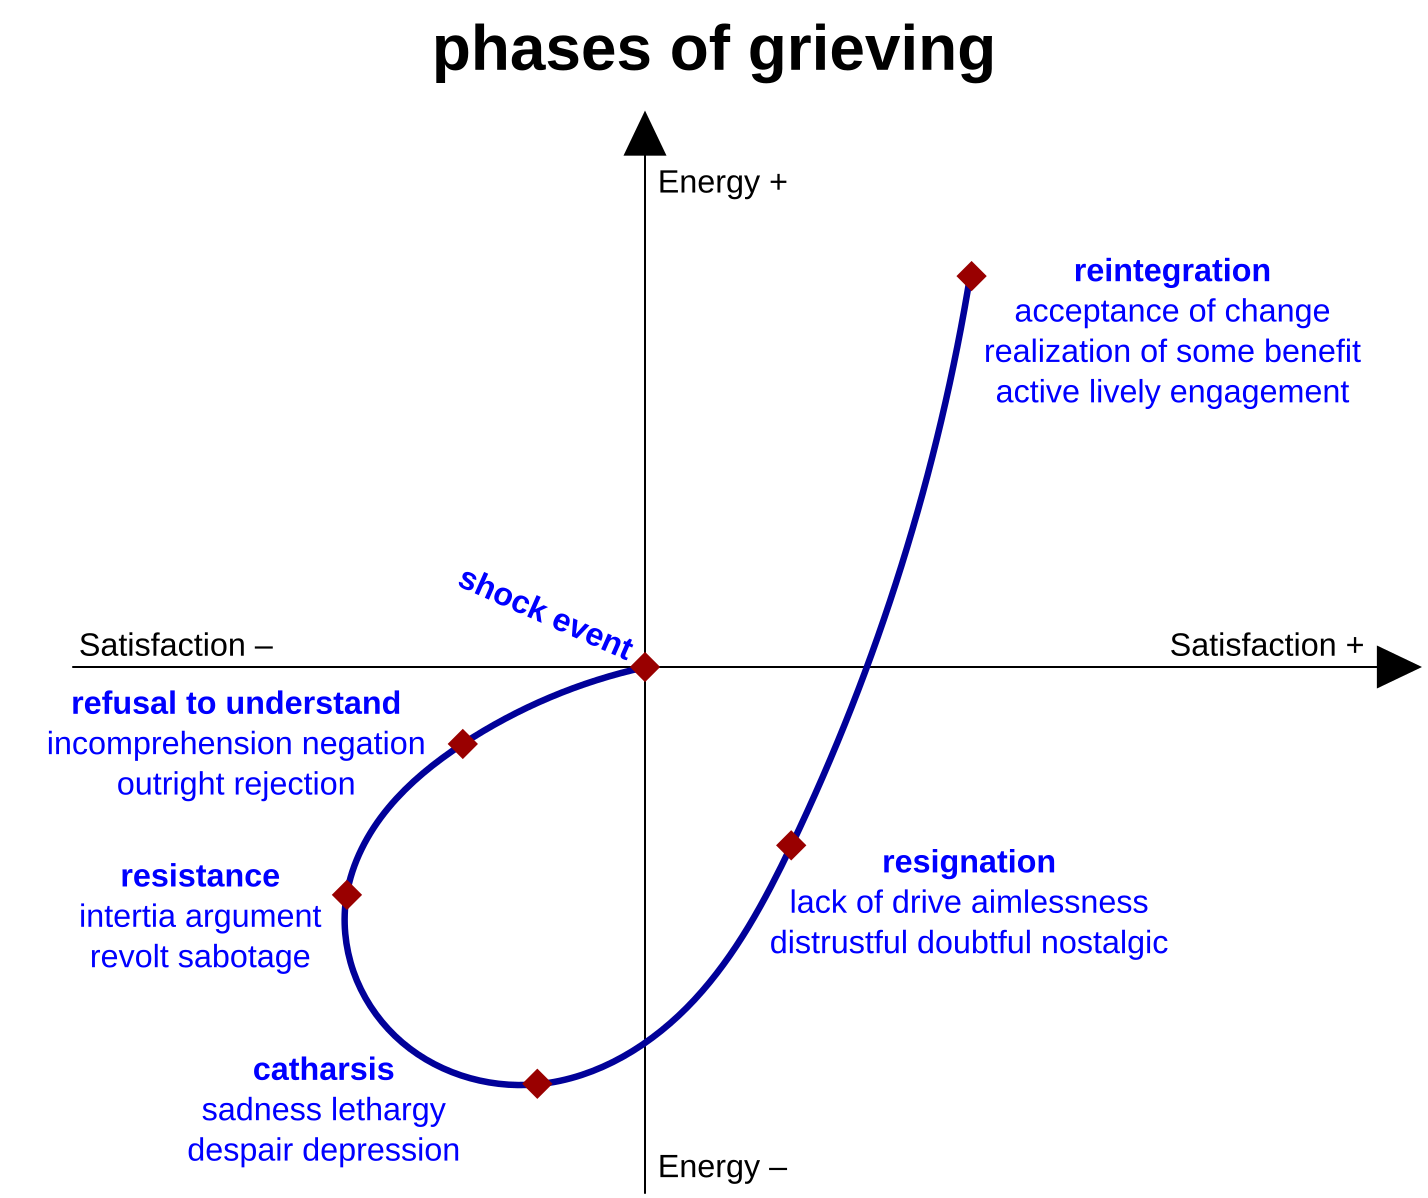 phases of grieving
Energy +
reintegration
acceptance of change
realization of some benefit
active lively engagement
shock event
Satisfaction –
Satisfaction +
refusal to understand
incomprehension negation
outright rejection
resistance
intertia argument
revolt sabotage
resignation
lack of drive aimlessness
distrustful doubtful nostalgic
catharsis
sadness lethargy
despair depression
Energy –